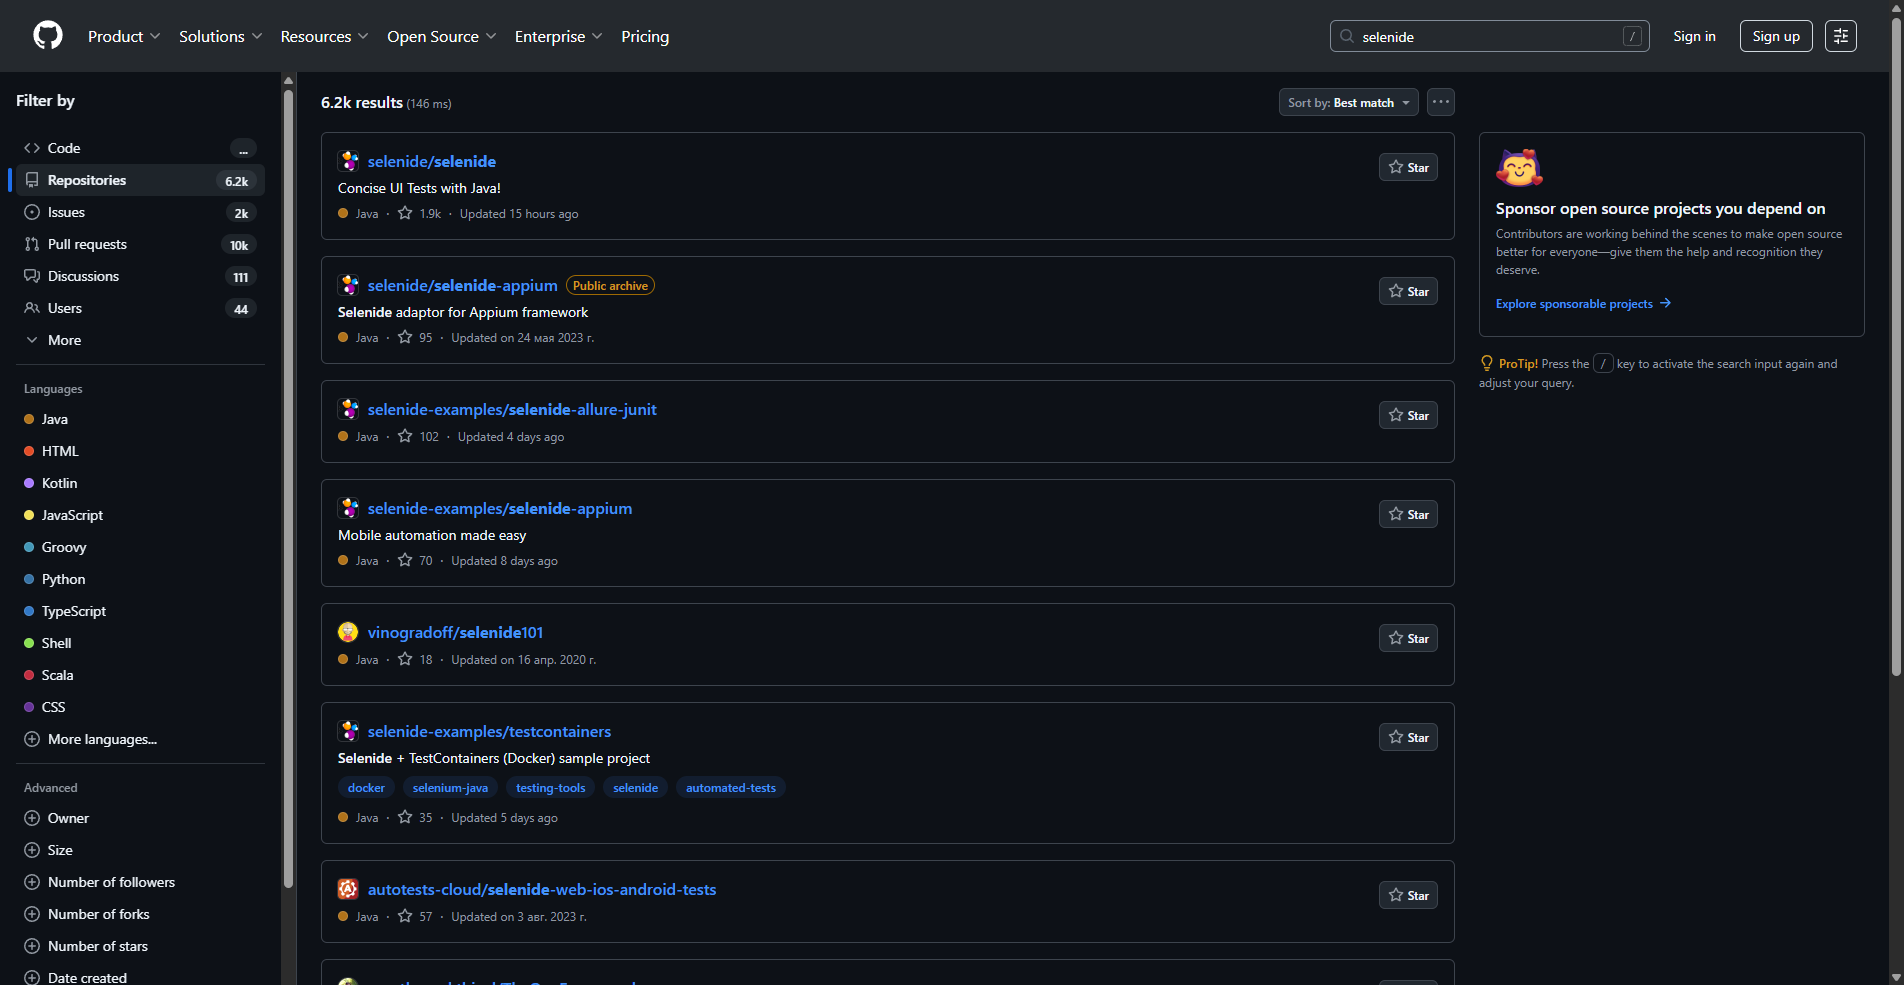 Product
Solutions
Resources
Open Source
Enterprise
Pricing
selenide
/
Sign in
Sign up
Filter by
Code
...
Repositories
6.2k
Issues
2k
Pull requests
10k
Discussions
111
Users
44
More
Languages
Java
HTML
Kotlin
JavaScript
Groovy
Python
TypeScript
Shell
Scala
CSS
More languages...
Advanced
Owner
Size
Number of followers
Number of forks
Number of stars
Date created
6.2k results (146 ms)
Sort by: Best match
selenide/selenide
Star
Concise UI Tests with Java!
Java · 1.9k · Updated 15 hours ago
selenide/selenide-appium Public archive
Star
Selenide adaptor for Appium framework
Java · 95 · Updated on 24 мая 2023 г.
selenide-examples/selenide-allure-junit
Star
Java · 102 · Updated 4 days ago
selenide-examples/selenide-appium
Star
Mobile automation made easy
Java · 70 · Updated 8 days ago
vinogradoff/selenide101
Star
Java · 18 · Updated on 16 апр. 2020 г.
selenide-examples/testcontainers
Star
Selenide + TestContainers (Docker) sample project
docker selenium-java testing-tools selenide automated-tests
Java · 35 · Updated 5 days ago
autotests-cloud/selenide-web-ios-android-tests
Star
Java · 57 · Updated on 3 авг. 2023 г.
Sponsor open source projects you depend on
Contributors are working behind the scenes to make open source
better for everyone—give them the help and recognition they
deserve.
Explore sponsorable projects →
ProTip! Press the / key to activate the search input again and
adjust your query.